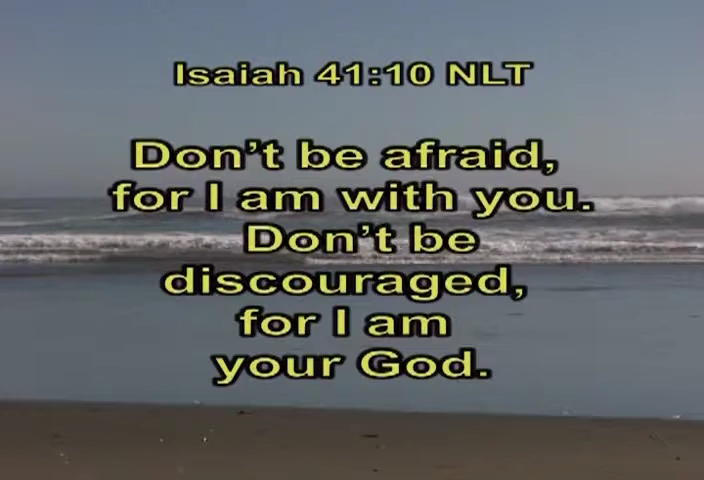 Isaiah 41:10 NLT
Don't be afraid,
for I am with you.
Don't be
discouraged,
for I am
your God.